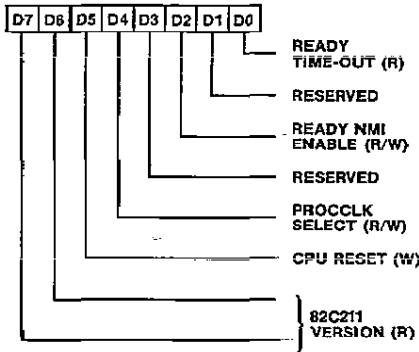 D7 D6 D5 D4 D3 D2 D1 D0
READY
TIME-OUT (R)
RESERVED
READY NMI
ENABLE (R/W)
RESERVED
PROCCLK
SELECT (R/W)
CPU RESET (W)
82C211
VERSION (R)